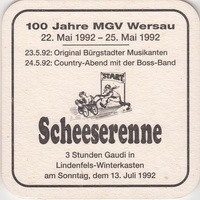 100 Jahre MGV Wersau
22. Mai 1992 - 25. Mai 1992
23.5.92: Original Bürgstadter Musikanten
24.5.92: Country-Abend mit der Boss-Band
START
Scheeserenne
3 Stunden Gaudi in
Lindenfels-Winterkasten
am Sonntag, dem 13. Juli 1992